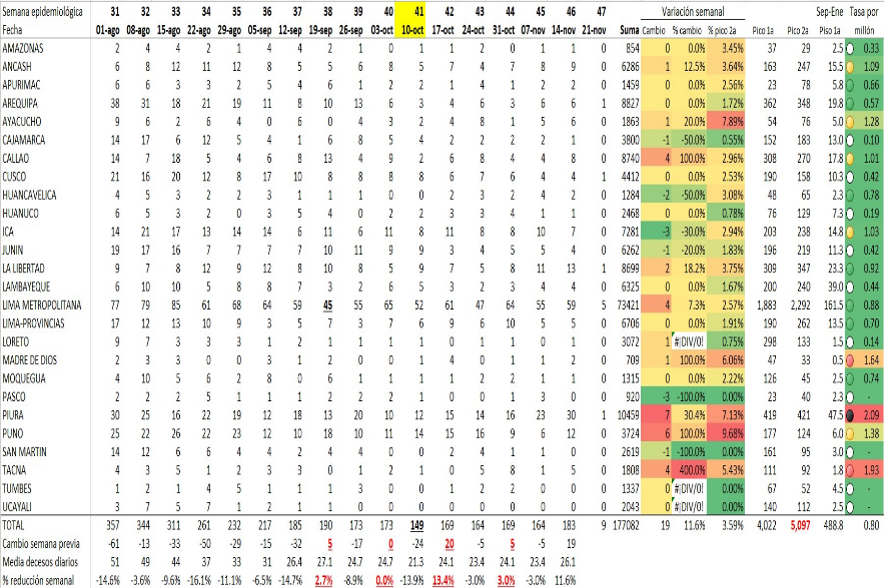 Semana epidemiológica 31 32 33 34 35 36 37 38 39 40 41 42 43 44 45 46 47 Variación semanal Sep-Ene Tasa por
Fecha 01-ago 08-ago 15-ago 22-ago 29-ago 05-sep 12-sep 19-sep 26-sep 03-oct 10-oct 17-oct 24-oct 31-oct 07-nov 14-nov 21-nov Suma Cambio % cambio % pico 2a Pico 1a Pico 2a Piso 1a millón
AMAZONAS 2 4 4 2 1 4 4 2 1 0 1 1 2 0 1 1 0 854 0 0.0% 3.45% 37 29 2.5 0.33
ANCASH 6 8 12 11 12 8 5 5 6 8 5 7 4 7 8 9 0 6286 1 12.5% 3.64% 163 247 15.5 1.09
APURIMAC 6 6 3 3 2 5 4 6 1 2 2 1 4 1 2 2 0 1459 0 0.0% 2.56% 23 78 5.8 0.66
AREQUIPA 38 31 18 21 19 11 8 10 13 6 3 4 6 3 6 6 1 8827 0 0.0% 1.72% 362 348 19.8 0.57
AYACUCHO 9 6 2 6 4 0 6 0 4 3 2 4 8 1 5 6 0 1863 1 20.0% 7.89% 54 76 5.0 1.28
CAJAMARCA 14 17 6 12 5 4 1 6 8 5 4 2 2 2 2 1 0 3800 -1 -50.0% 0.55% 152 183 13.0 0.10
CALLAO 14 7 18 5 4 6 8 13 4 9 2 6 8 4 4 8 0 8740 4 100.0% 2.96% 308 270 17.8 1.01
CUSCO 21 16 20 12 8 17 10 8 8 8 8 6 7 6 4 4 1 4412 0 0.0% 2.53% 190 158 10.3 0.42
HUANCAVELICA 4 5 3 2 2 3 1 1 1 0 0 2 3 2 4 2 0 1284 -2 -50.0% 3.08% 48 65 2.3 0.78
HUANUCO 6 5 3 2 0 3 5 4 0 2 2 3 3 4 1 1 0 2468 0 0.0% 0.78% 76 129 7.3 0.19
ICA 14 21 17 13 14 14 6 11 6 11 8 11 8 8 10 7 0 7281 -3 -30.0% 2.94% 203 238 14.8 1.03
JUNIN 19 17 16 7 7 7 7 10 11 9 9 3 4 5 5 4 0 6262 -1 -20.0% 1.83% 196 219 11.3 0.42
LA LIBERTAD 9 7 8 12 9 12 8 10 8 5 9 7 5 8 11 13 1 8699 2 18.2% 3.75% 309 347 23.3 0.92
LAMBAYEQUE 6 10 10 5 8 8 7 3 2 6 5 3 2 3 4 4 0 6325 0 0.0% 1.67% 200 240 39.0 0.44
LIMA METROPOLITANA 77 79 85 61 68 64 59 45 55 65 52 61 47 64 55 59 5 73421 4 7.3% 2.57% 1,883 2,292 161.5 0.88
LIMA-PROVINCIAS 17 12 13 10 9 3 5 7 3 7 6 9 4 10 5 5 0 6706 0 0.0% 1.91% 190 262 13.5 0.70
LORETO 9 7 3 3 3 1 2 1 1 1 1 0 1 1 0 1 0 3072 1 #¡DIV/0! 0.75% 298 133 1.5 0.14
MADRE DE DIOS 2 3 3 0 0 3 1 2 0 0 1 4 0 1 1 2 0 709 1 100.0% 6.06% 47 33 0.5 1.64
MOQUEGUA 4 10 5 6 2 8 0 6 1 1 1 1 2 2 1 1 0 1315 0 0.0% 2.22% 126 45 2.5 0.74
PASCO 2 2 2 5 1 1 1 2 2 2 1 0 0 1 3 0 0 920 -3 -100.0% 0.00% 23 40 2.3 -
PIURA 30 25 16 22 19 12 18 13 20 10 12 15 14 16 23 30 1 10459 7 30.4% 7.13% 419 421 47.5 2.09
PUNO 25 22 26 22 23 12 10 18 10 11 14 15 16 9 6 12 0 3724 6 100.0% 9.68% 177 124 6.0 1.38
SAN MARTIN 14 12 6 6 4 4 2 4 4 0 0 2 4 1 1 0 0 2619 -1 -100.0% 0.00% 161 95 3.0 -
TACNA 4 3 5 1 2 3 3 0 1 2 1 0 5 8 1 5 0 1808 4 400.0% 5.43% 111 92 1.8 1.93
TUMBES 1 2 1 4 5 1 1 1 3 0 0 1 2 2 0 0 0 1337 0 #¡DIV/0! 0.00% 67 52 4.5 -
UCAYALI 3 7 5 7 1 2 1 1 0 0 0 1 1 0 0 0 0 2043 0 #¡DIV/0! 0.00% 140 112 2.5 -
TOTAL 357 344 311 261 232 217 185 190 173 173 149 169 164 169 164 183 9 177082 19 11.6% 3.59% 4,022 5,097 488.8 0.80
Cambio semana previa -61 -13 -33 -50 -29 -15 -32 5 -17 0 -24 20 -5 5 -5 19
Media decesos diarios 51 49 44 37 33 31 26.4 27.1 24.7 24.7 21.3 24.1 23.4 24.1 23.4 26.1
% reducción semanal -14.6% -3.6% -9.6% -16.1% -11.1% -6.5% -14.7% 2.7% -8.9% 0.0% -13.9% 13.4% -3.0% 3.0% -3.0% 11.6%